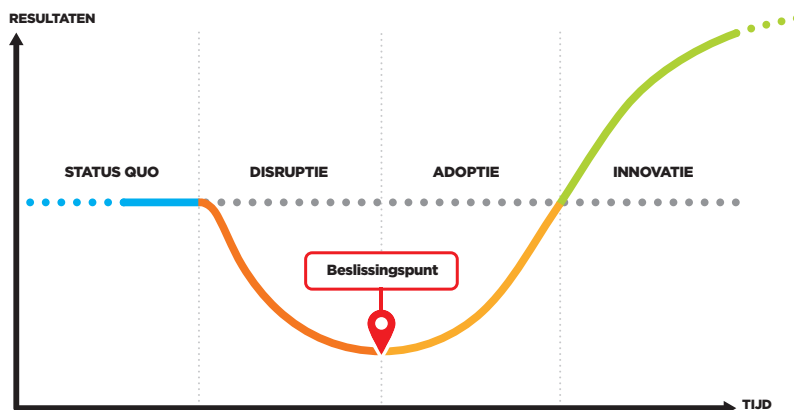 RESULTATEN
STATUS QUO
DISRUPTIE
ADOPTIE
INNOVATIE
Beslissingspunt
TIJD